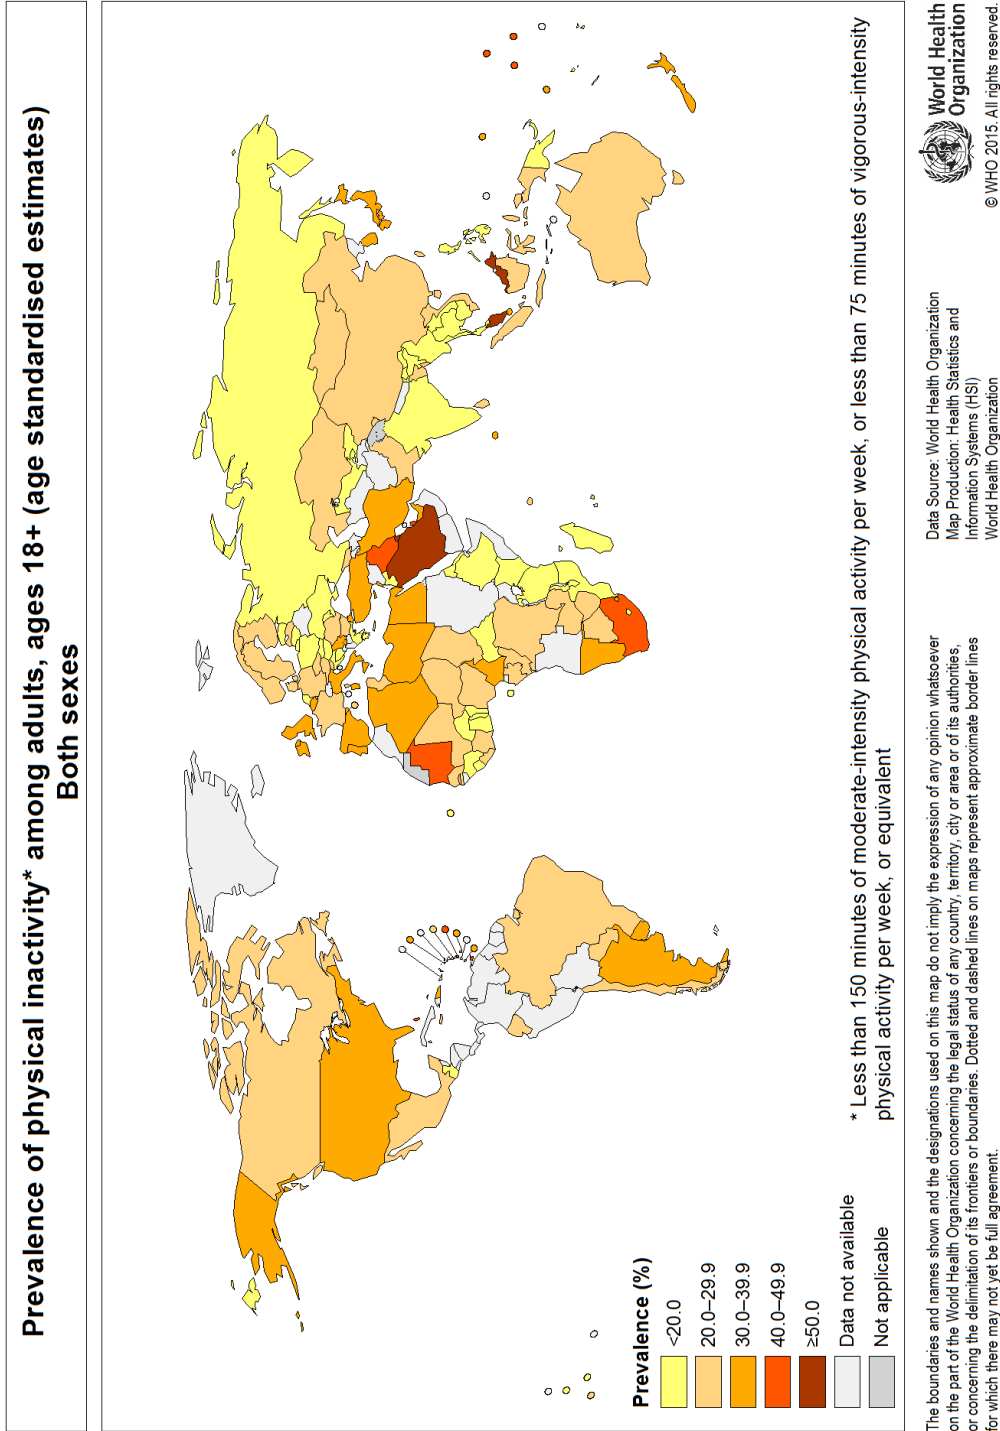 Prevalence of physical inactivity* among adults, ages 18+ (age standardised estimates)
Both sexes
Prevalence (%)
<20.0
20.0–29.9
30.0–39.9
40.0–49.9
≥50.0
Data not available
Not applicable
* Less than 150 minutes of moderate-intensity physical activity per week, or less than 75 minutes of vigorous-intensity
physical activity per week, or equivalent
The boundaries and names shown and the designations used on this map do not imply the expression of any opinion whatsoever
on the part of the World Health Organization concerning the legal status of any country, territory, city or area or of its authorities,
or concerning the delimitation of its frontiers or boundaries. Dotted and dashed lines on maps represent approximate border lines
for which there may not yet be full agreement.
Data Source: World Health Organization
Map Production: Health Statistics and
Information Systems (HSI)
World Health Organization
World Health
Organization
© WHO 2015. All rights reserved.